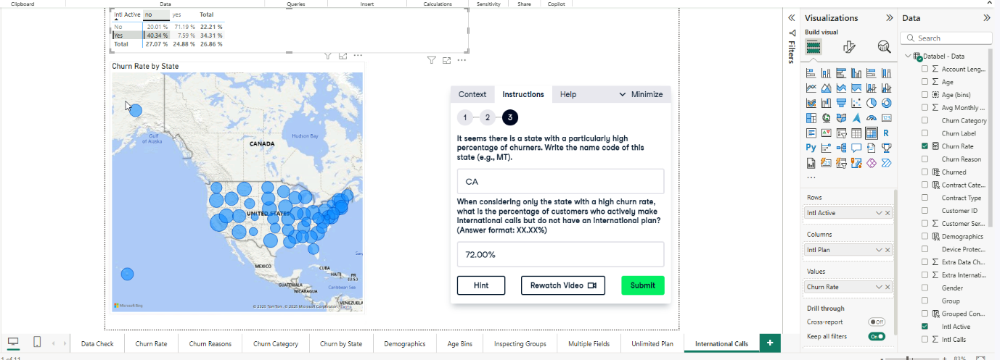 Clipboard Data Queries Insert Calculations Sensitivity Share Copilot
Intl Active no yes Total
No 20.01 % 71.19 % 22.21 %
Yes 40.34 % 7.59 % 34.31 %
Total 27.07 % 24.88 % 26.86 %
Churn Rate by State
Gulf
of Alaska
Hudson Bay
CANADA
UNITED STATES
MEXICO
CUBA
HAITI
PR
(U.S.)
GUATEMALA
NICARAGUA
Caribbean Sea
VENEZUELA
Microsoft Bing
© 2025 TomTom, © 2025 Microsoft Corporation Terms
Context Instructions Help Minimize
1 2 3
It seems there is a state with a particularly high
percentage of churners. Write the name code of this
state (e.g., MT).
CA
When considering only the state with a high churn rate,
what is the percentage of customers who actively make
international calls but do not have an international plan?
(Answer format: XX.XX%)
72.00%
Hint Rewatch Video Submit
Filters
Visualizations
Build visual
R
Py
123
...
Rows
Intl Active
Columns
Intl Plan
Values
Churn Rate
Drill through
Cross-report Off
Keep all filters On
Data
Search
Databel - Data
Account Leng...
Age
Age (bins)
Avg Monthly ...
Churn Category
Churn Label
Churn Rate
Churn Reason
Churned
Contract Cate...
Contract Type
Customer ID
Customer Ser...
Demographics
Device Protec...
Extra Data Ch...
Extra Internati...
Gender
Group
Grouped Con...
Intl Active
Intl Calls
Data Check Churn Rate Churn Reasons Churn Category Churn by State Demographics Age Bins Inspecting Groups Multiple Fields Unlimited Plan International Calls +
1 of 11
83%